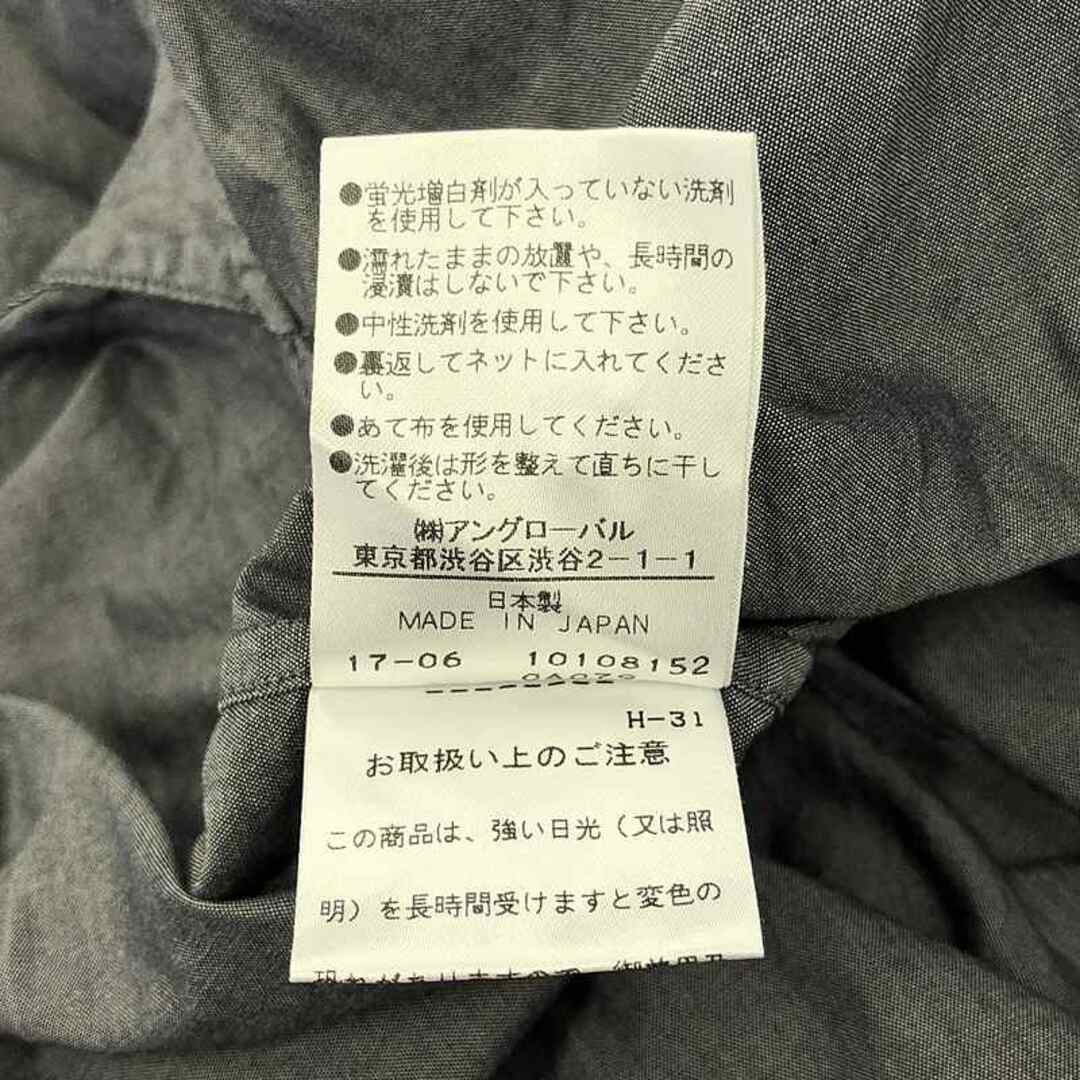 ●蛍光増白剤が入っていない洗剤
を使用して下さい。
●濡れたままの放置や、長時間の
浸漬はしないで下さい。
●中性洗剤を使用して下さい。
●裏返してネットに入れてくださ
い。
●あて布を使用してください。
●洗濯後は形を整えて直ちに干し
てください。
㈱アングローバル
東京都渋谷区渋谷2-1-1
日本製
MADE IN JAPAN
17-06 10108152
H-31
お取扱い上のご注意
この商品は、強い日光(又は照
明)を長時間受けますと変色の